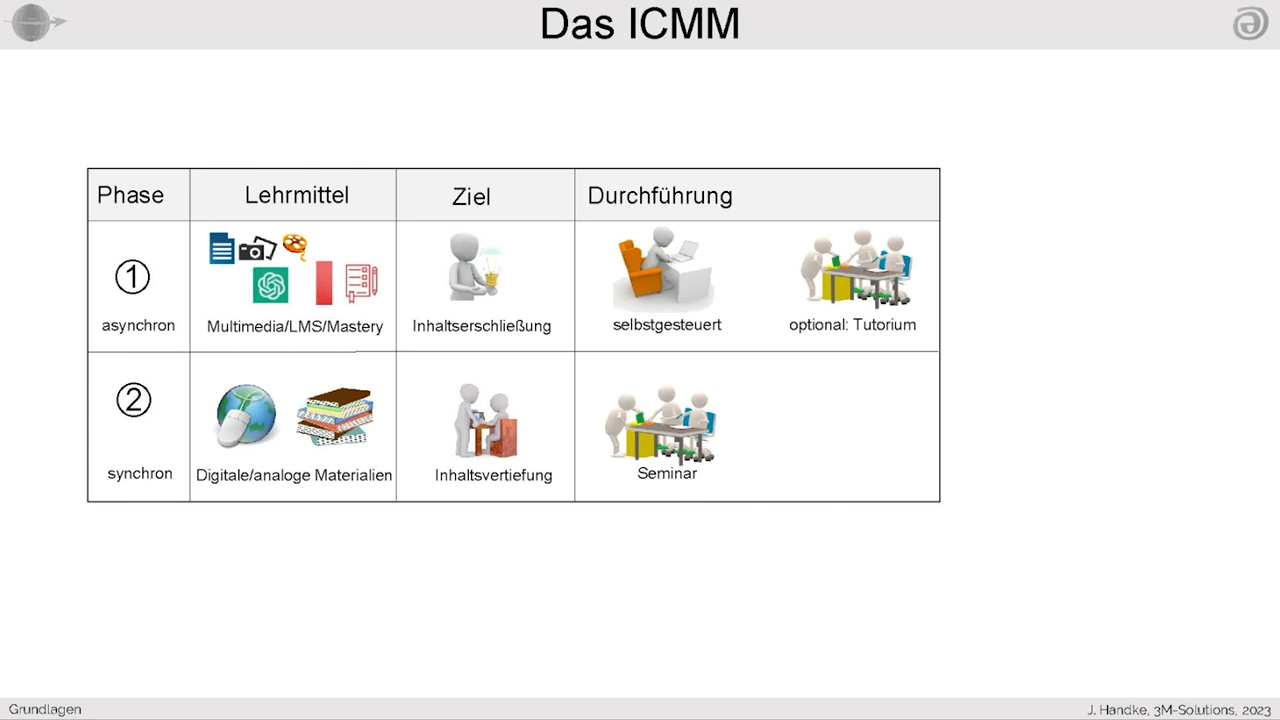 Das ICMM
Phase Lehrmittel Ziel Durchführung
1
asynchron Multimedia/LMS/Mastery Inhaltserschließung selbstgesteuert optional: Tutorium
2
synchron Digitale/analoge Materialien Inhaltsvertiefung Seminar
Grundlagen J. Handke, 3M-Solutions, 2023